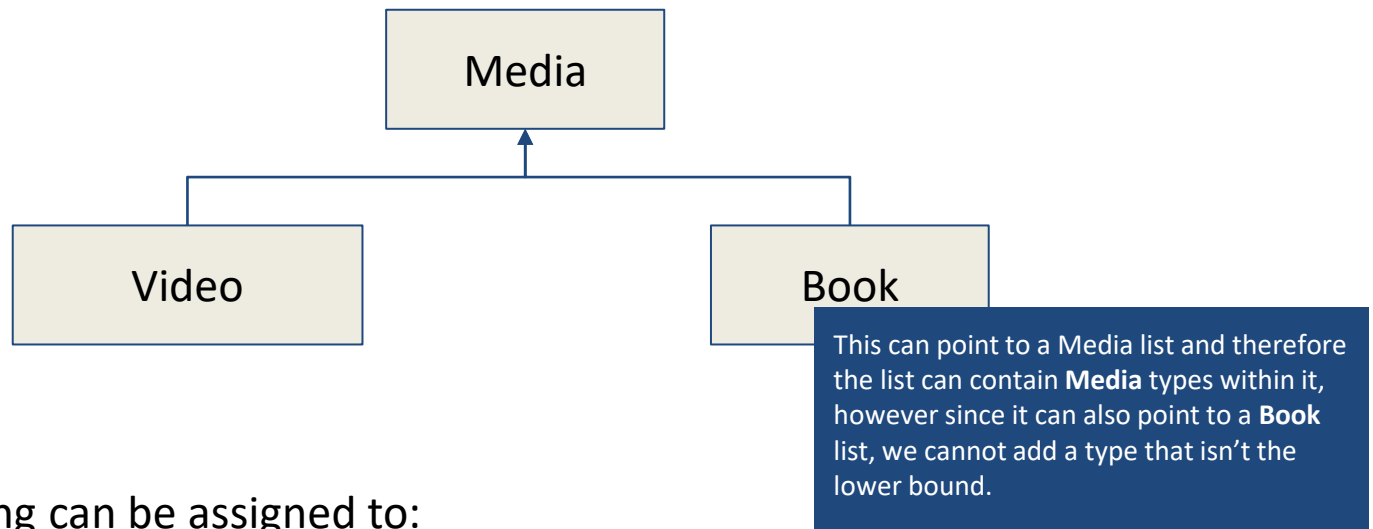 Media
Video
Book
This can point to a Media list and therefore
the list can contain Media types within it,
however since it can also point to a Book
list, we cannot add a type that isn’t the
lower bound.
can be assigned to: